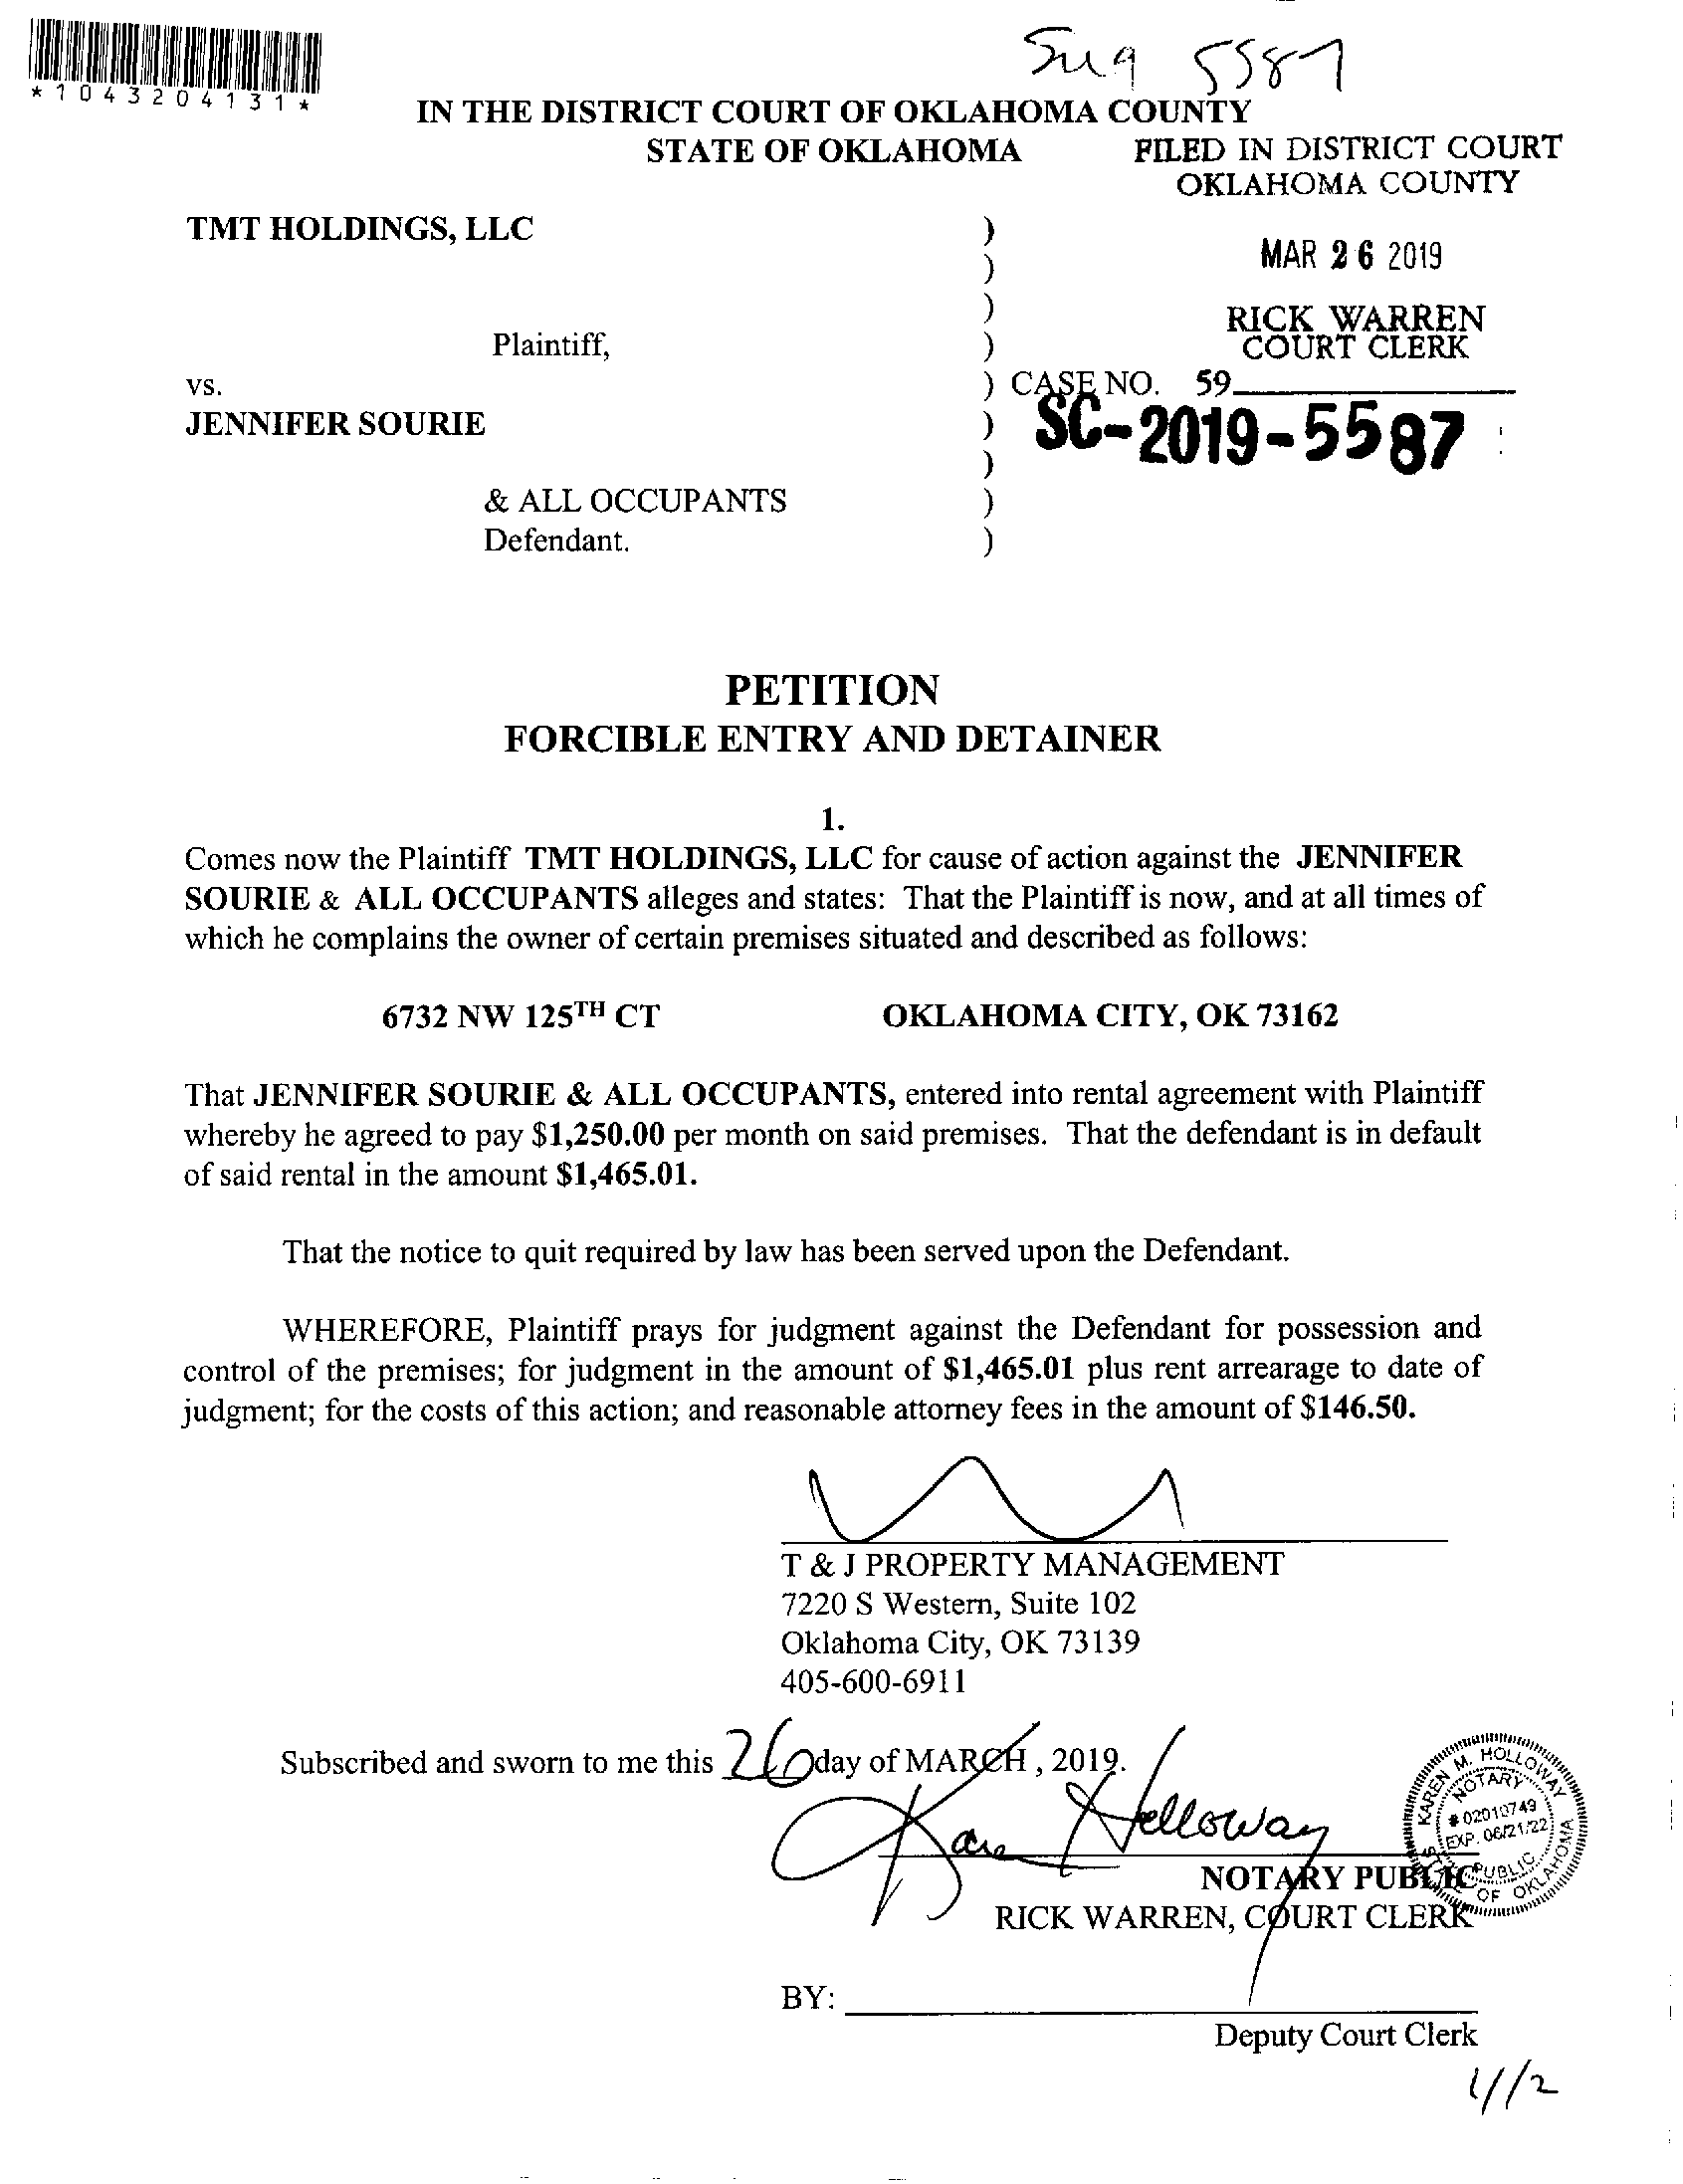 *1043204131*
5587
IN THE DISTRICT COURT OF OKLAHOMA COUNTY
STATE OF OKLAHOMA
FILED IN DISTRICT COURT
OKLAHOMA COUNTY
TMT HOLDINGS, LLC )
)
MAR 26 2019
)
RICK WARREN
Plaintiff, )
COURT CLERK
vs. ) CASE NO. 59
JENNIFER SOURIE )
SC-2019-5587
)
& ALL OCCUPANTS )
Defendant. )
PETITION
FORCIBLE ENTRY AND DETAINER
1.
Comes now the Plaintiff TMT HOLDINGS, LLC for cause of action against the JENNIFER
SOURIE & ALL OCCUPANTS alleges and states: That the Plaintiff is now, and at all times of
which he complains the owner of certain premises situated and described as follows:
6732 NW 125TH CT OKLAHOMA CITY, OK 73162
That JENNIFER SOURIE & ALL OCCUPANTS, entered into rental agreement with Plaintiff
whereby he agreed to pay $1,250.00 per month on said premises. That the defendant is in default
of said rental in the amount $1,465.01.
That the notice to quit required by law has been served upon the Defendant.
WHEREFORE, Plaintiff prays for judgment against the Defendant for possession and
control of the premises; for judgment in the amount of $1,465.01 plus rent arrearage to date of
judgment; for the costs of this action; and reasonable attorney fees in the amount of $146.50.
T & J PROPERTY MANAGEMENT
7220 S Western, Suite 102
Oklahoma City, OK 73139
405-600-6911
Subscribed and sworn to me this 26 day of MARCH, 2019.
Karen Holloway
KAREN M. HOLLOWAY
NOTARY
# 02010749
EXP. 06/21/22
PUBLIC
STATE OF OKLAHOMA
NOTARY PUBLIC
RICK WARREN, COURT CLERK
BY:
Deputy Court Clerk